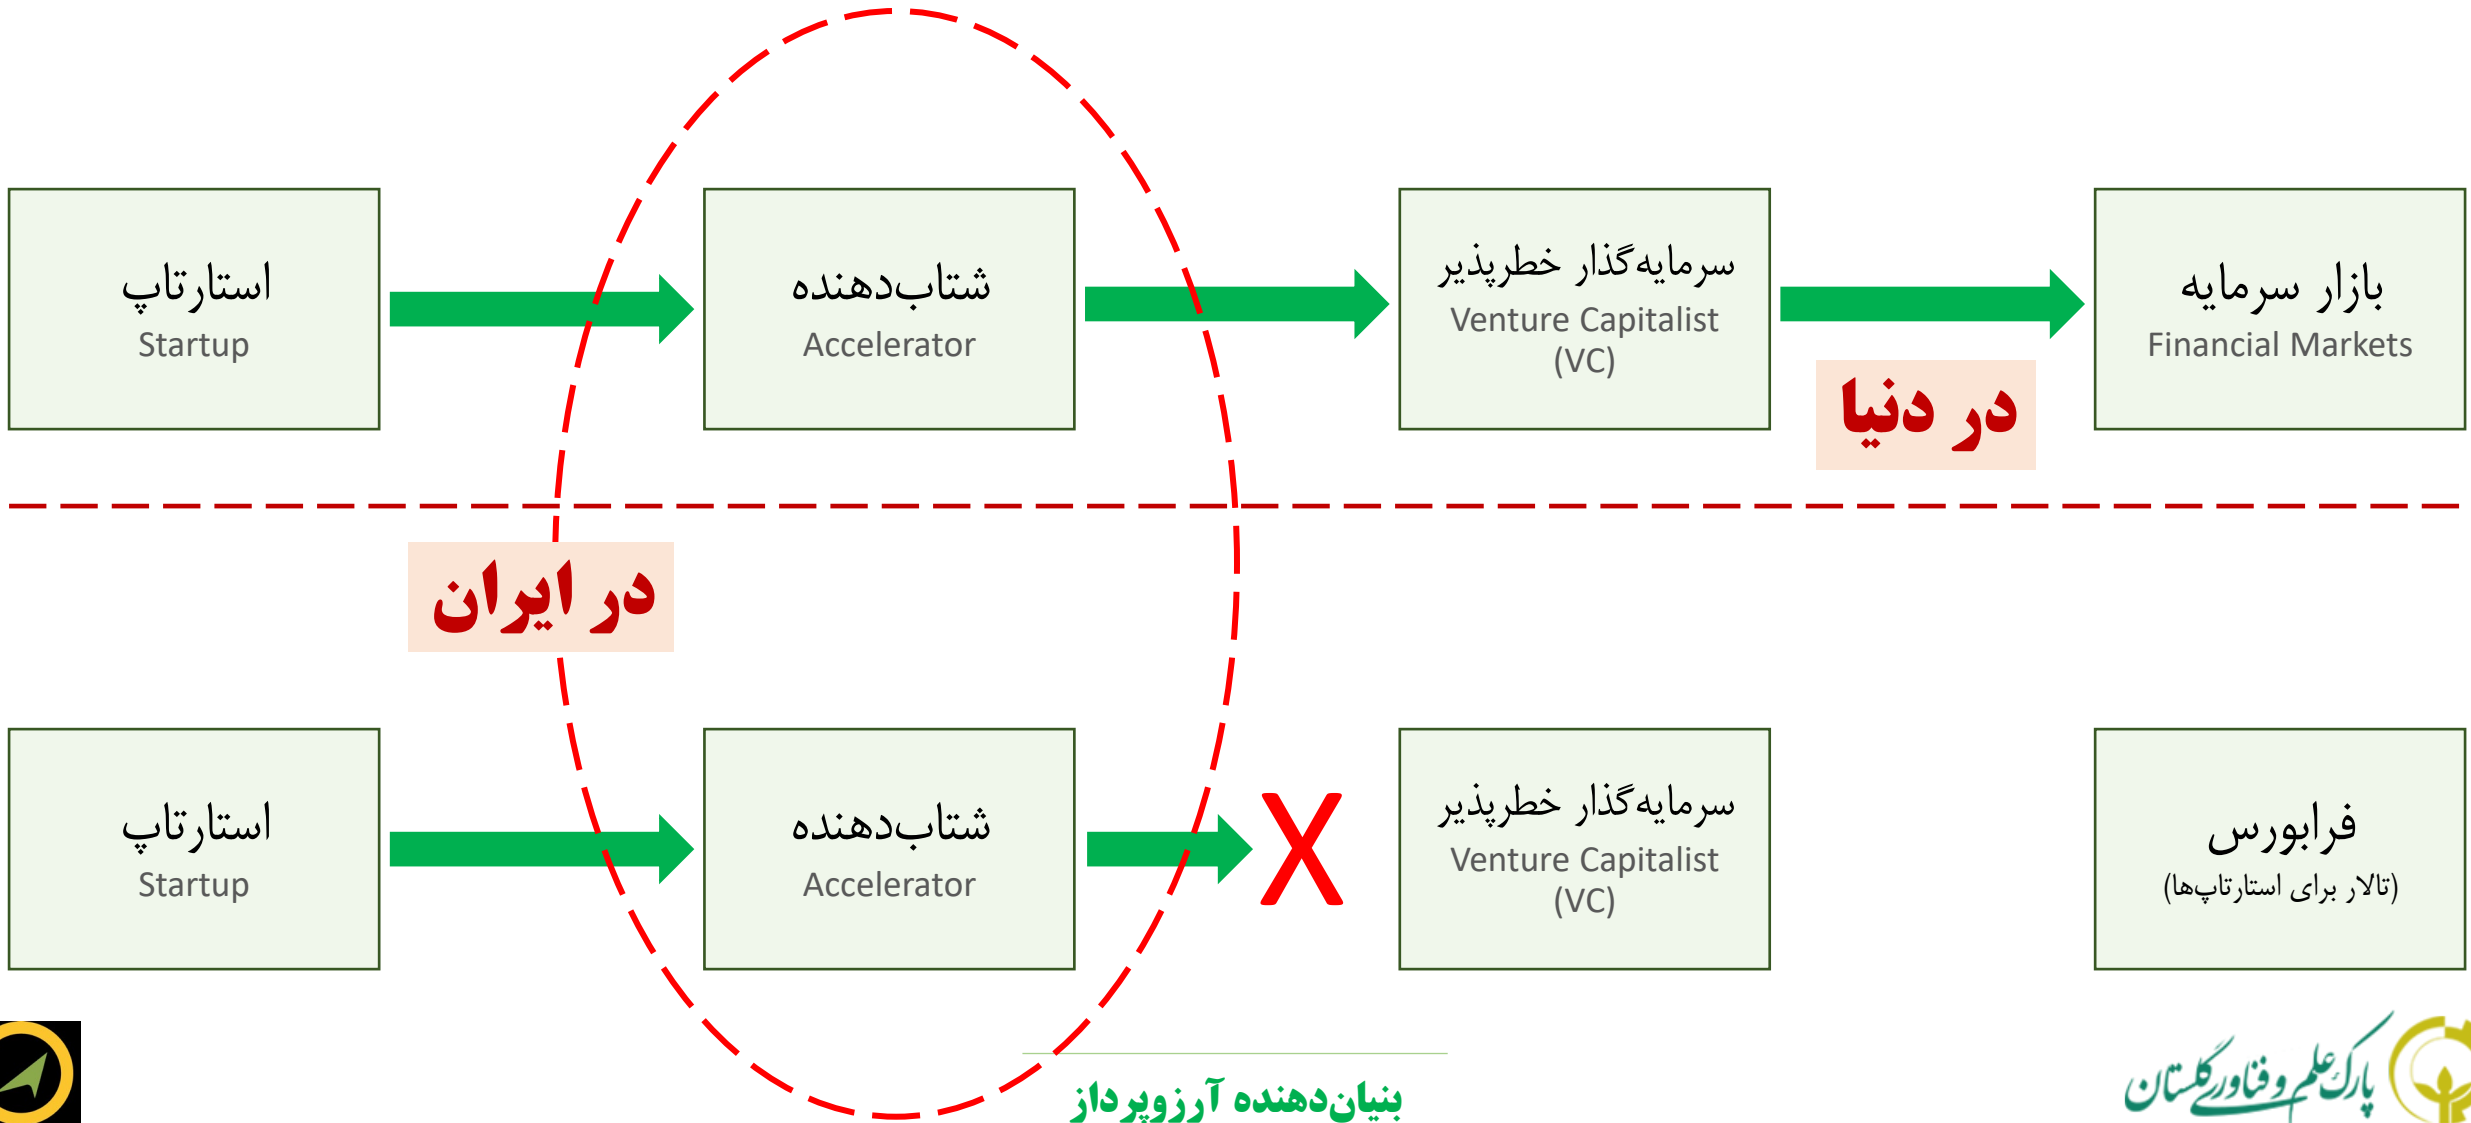 استارتاپ
Startup
شتاب‌دهنده
Accelerator
سرمایه‌گذار خطرپذیر
Venture Capitalist
(VC)
بازار سرمایه
Financial Markets
در دنیا
در ایران
استارتاپ
Startup
شتاب‌دهنده
Accelerator
X
سرمایه‌گذار خطرپذیر
Venture Capitalist
(VC)
فرابورس
(تالار برای استارتاپ‌ها)
بنیان‌دهنده آرزوپرداز
پارک علم و فناوری گلستان